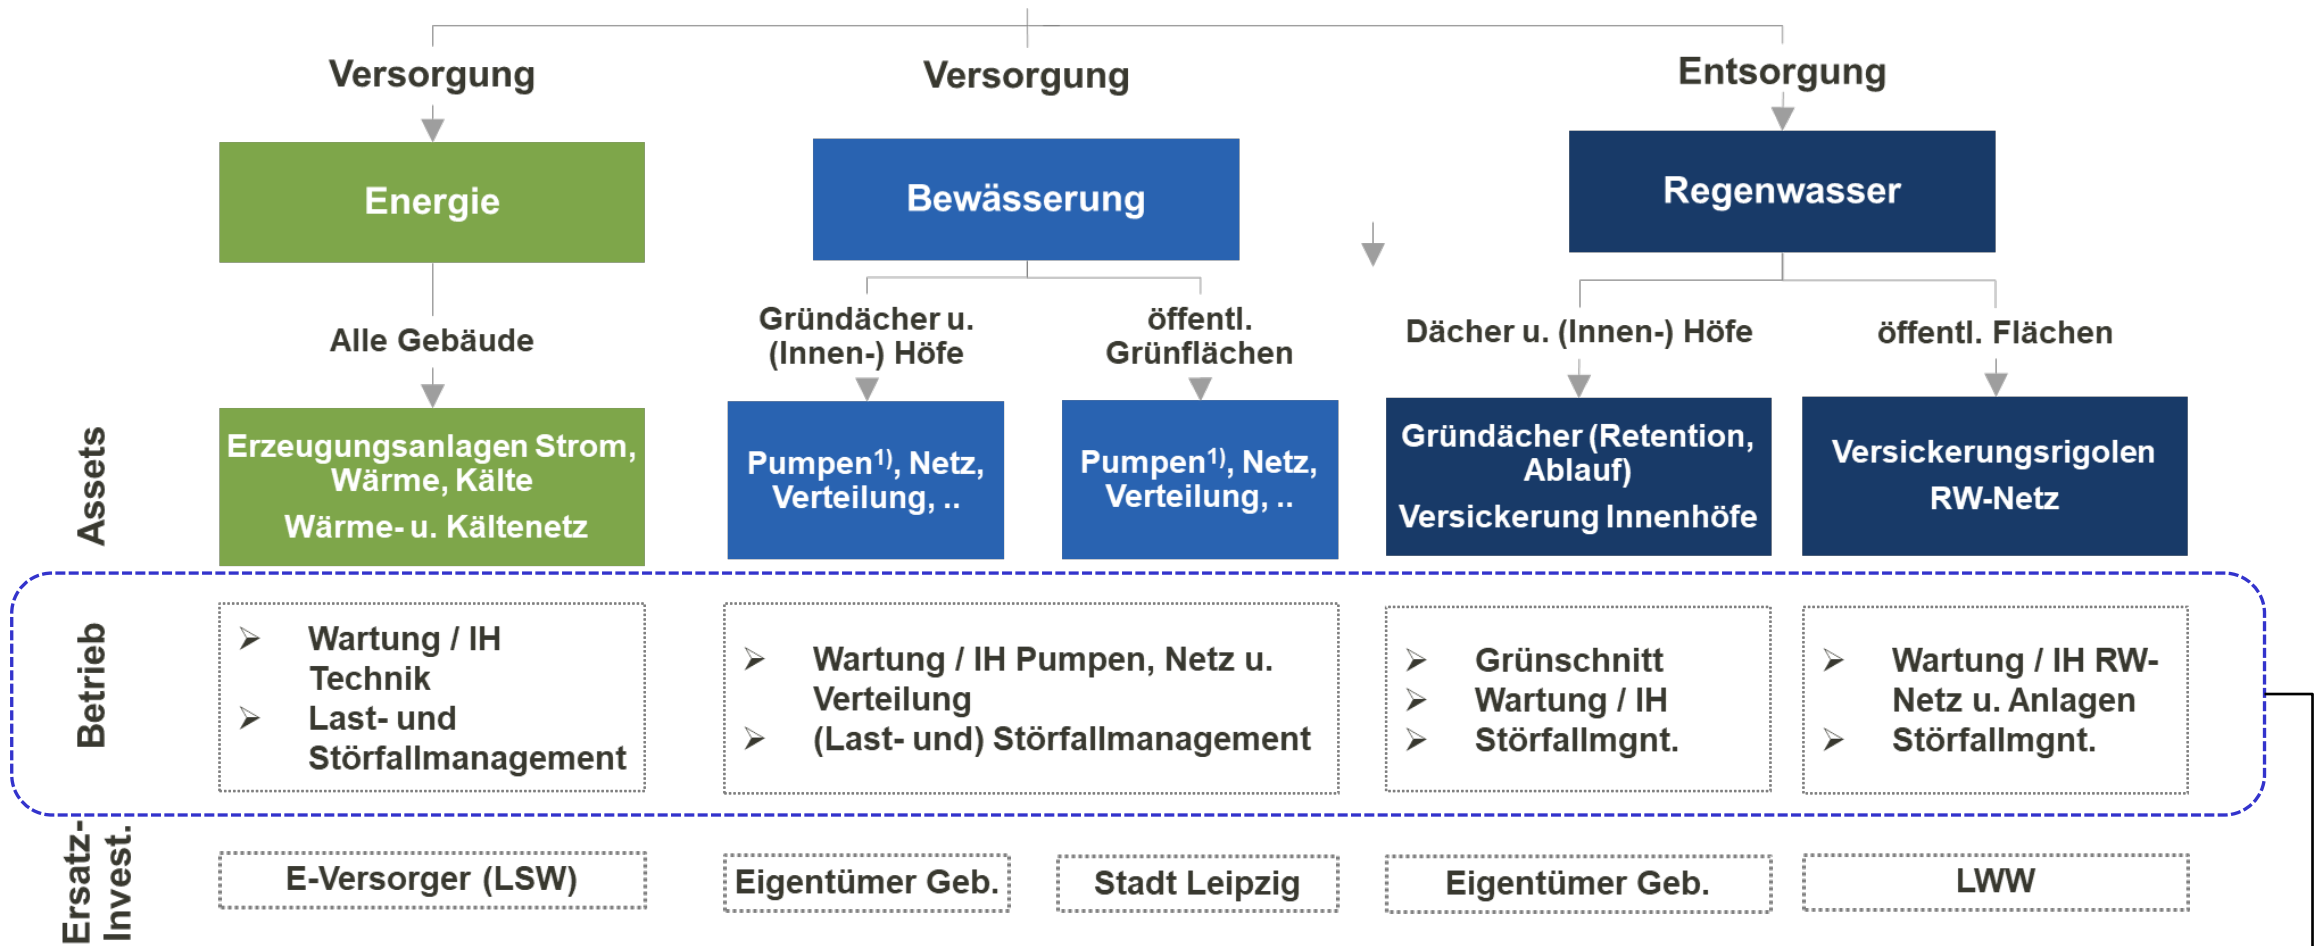 Versorgung
Versorgung
Entsorgung
Energie
Bewässerung
Regenwasser
Alle Gebäude
Gründächer u.
(Innen-) Höfe
öffentl.
Grünflächen
Dächer u. (Innen-) Höfe
öffentl. Flächen
Assets
Erzeugungsanlagen Strom,
Wärme, Kälte
Wärme- u. Kältenetz
Pumpen¹⁾, Netz,
Verteilung, ..
Pumpen¹⁾, Netz,
Verteilung, ..
Gründächer (Retention,
Ablauf)
Versickerung Innenhöfe
Versickerungsrigolen
RW-Netz
Betrieb
➢ Wartung / IH
Technik
➢ Last- und
Störfallmanagement
➢ Wartung / IH Pumpen, Netz u.
Verteilung
➢ (Last- und) Störfallmanagement
➢ Grünschnitt
➢ Wartung / IH
➢ Störfallmgnt.
➢ Wartung / IH RW-
Netz u. Anlagen
➢ Störfallmgnt.
Ersatz-
Invest.
E-Versorger (LSW)
Eigentümer Geb.
Stadt Leipzig
Eigentümer Geb.
LWW